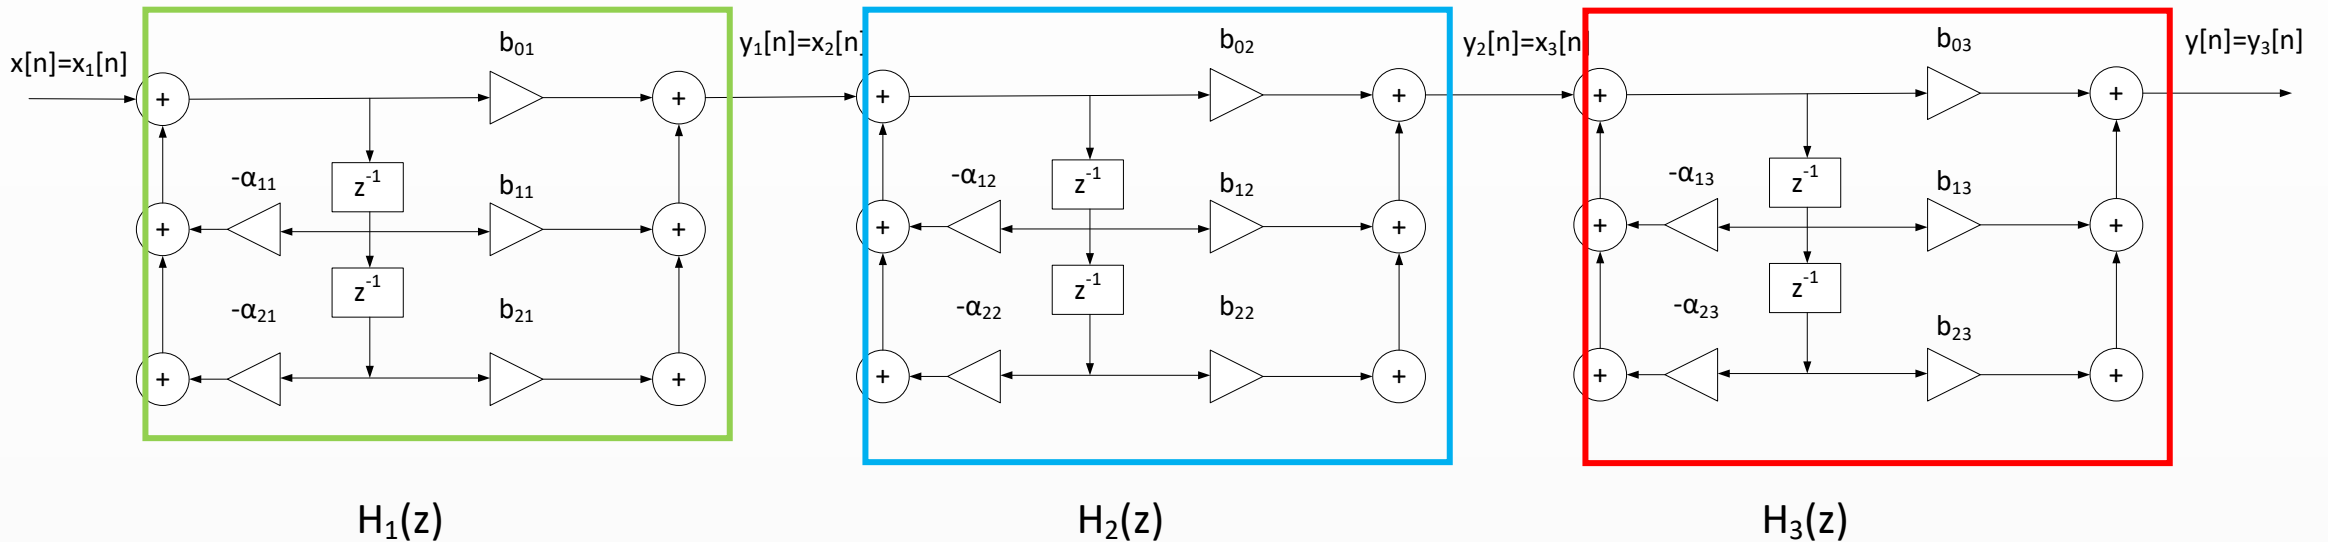 x[n]=x₁[n]
b₀₁
+
+
-α₁₁
z⁻¹
b₁₁
+
+
-α₂₁
z⁻¹
b₂₁
+
+
H₁(z)
y₁[n]=x₂[n]
b₀₂
+
+
-α₁₂
z⁻¹
b₁₂
+
+
-α₂₂
z⁻¹
b₂₂
+
+
H₂(z)
y₂[n]=x₃[n]
b₀₃
+
+
-α₁₃
z⁻¹
b₁₃
+
+
-α₂₃
z⁻¹
b₂₃
+
+
H₃(z)
y[n]=y₃[n]